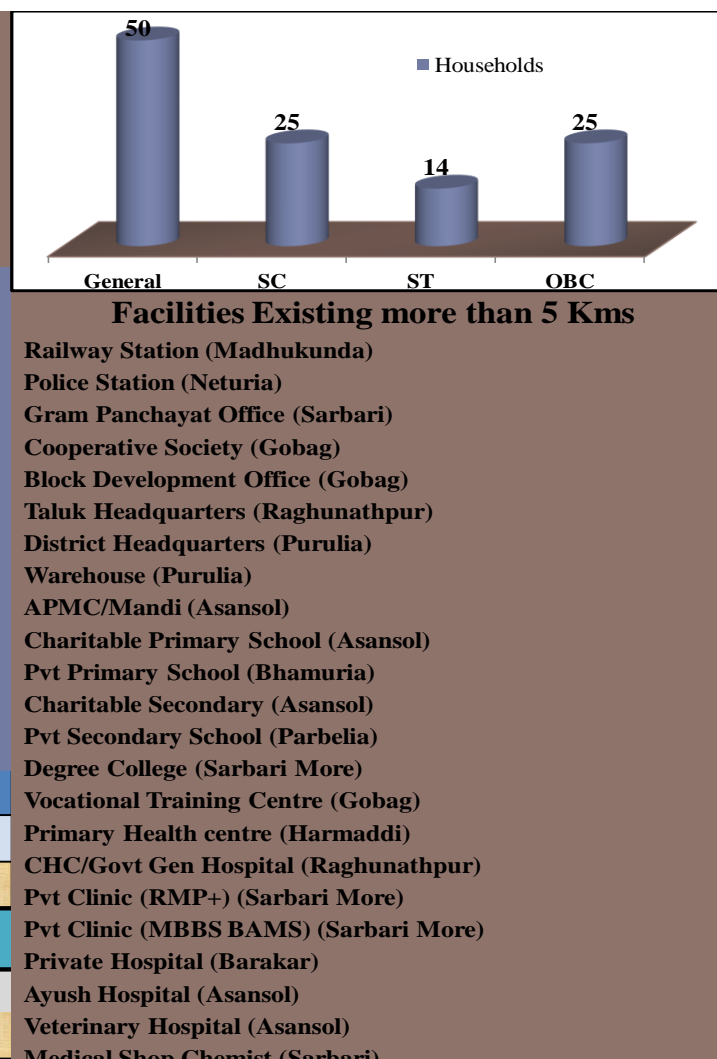 50
Households
25
25
14
General SC ST OBC
Facilities Existing more than 5 Kms
Railway Station (Madhukunda)
Police Station (Neturia)
Gram Panchayat Office (Sarbari)
Cooperative Society (Gobag)
Block Development Office (Gobag)
Taluk Headquarters (Raghunathpur)
District Headquarters (Purulia)
Warehouse (Purulia)
APMC/Mandi (Asansol)
Charitable Primary School (Asansol)
Pvt Primary School (Bhamuria)
Charitable Secondary (Asansol)
Pvt Secondary School (Parbelia)
Degree College (Sarbari More)
Vocational Training Centre (Gobag)
Primary Health centre (Harmaddi)
CHC/Govt Gen Hospital (Raghunathpur)
Pvt Clinic (RMP+) (Sarbari More)
Pvt Clinic (MBBS BAMS) (Sarbari More)
Private Hospital (Barakar)
Ayush Hospital (Asansol)
Veterinary Hospital (Asansol)
Medical Shop Chemist (Sarbari)